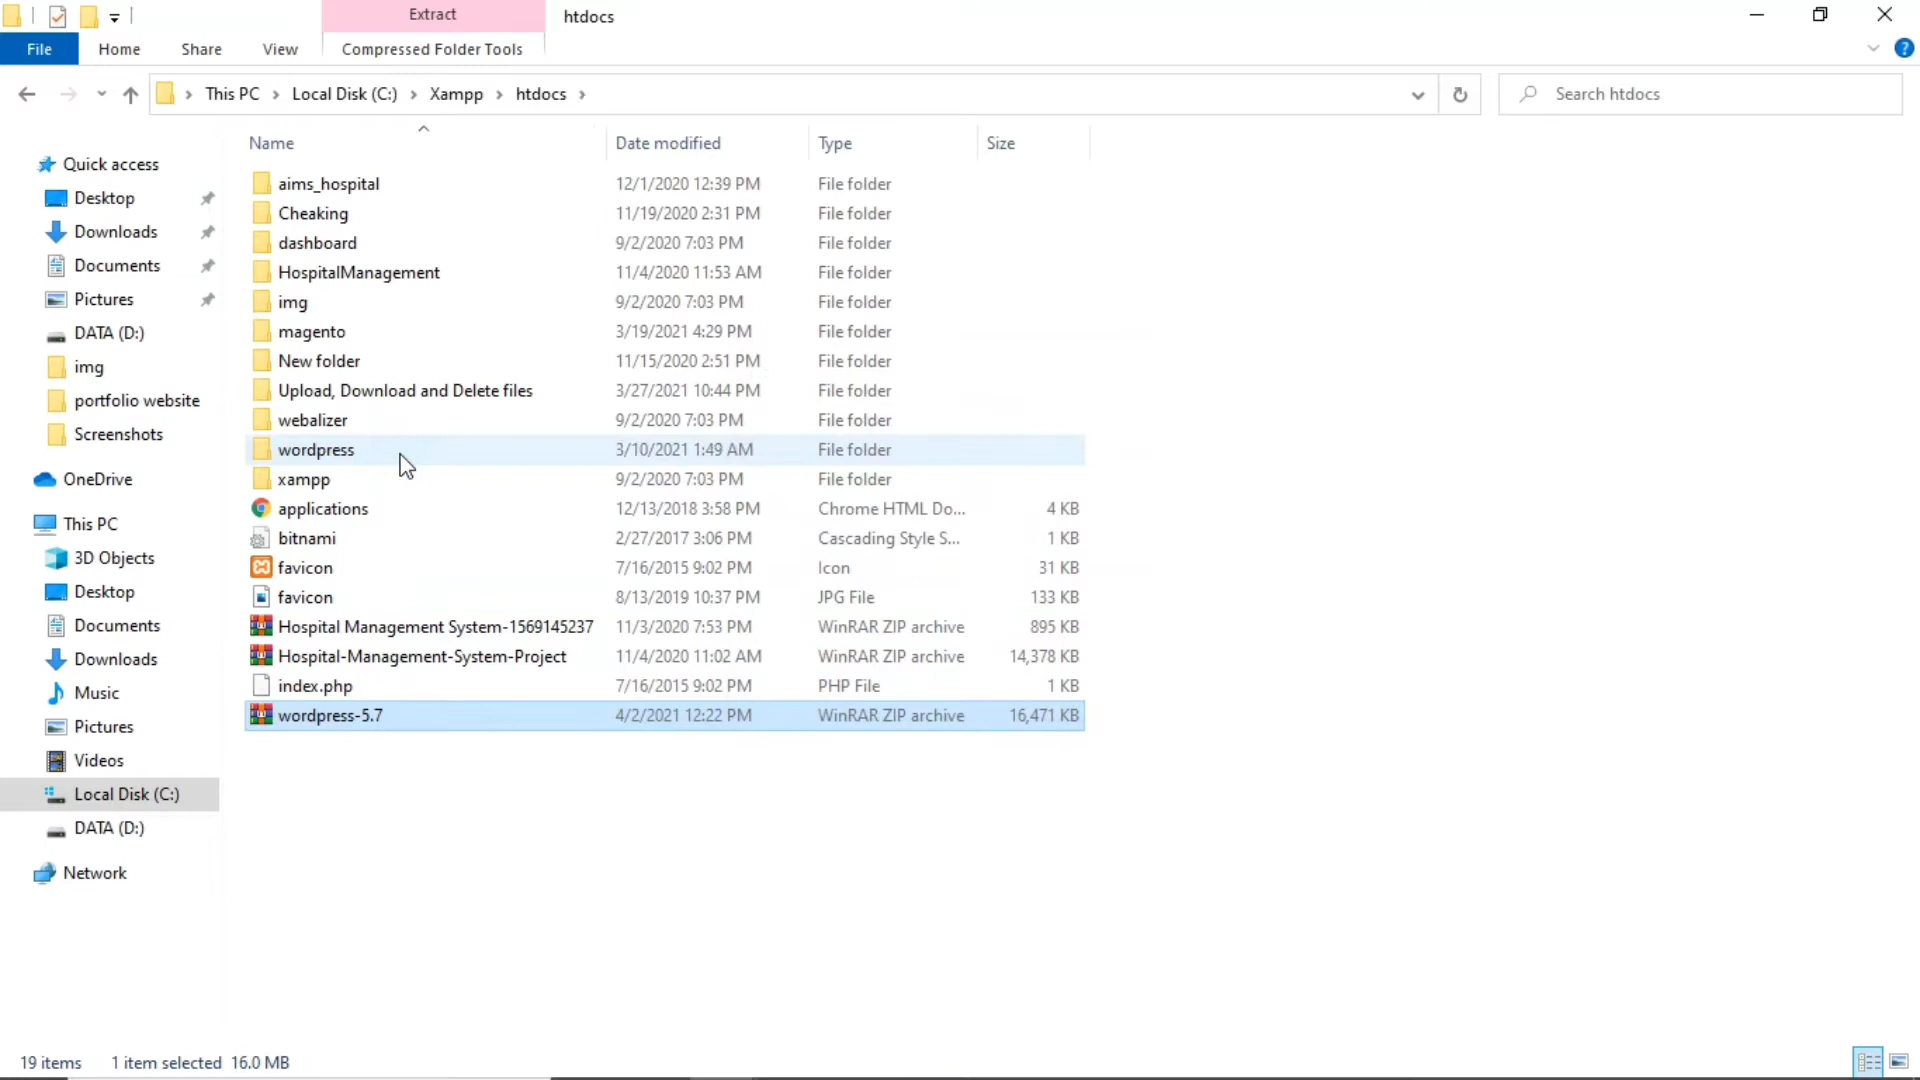 Extract
htdocs
File
Home
Share
View
Compressed Folder Tools
?
This PC
Local Disk (C:)
Xampp
htdocs
Search htdocs
Name
Date modified
Type
Size
Quick access
Desktop
Downloads
Documents
Pictures
DATA (D:)
img
portfolio website
Screenshots
OneDrive
This PC
3D Objects
Desktop
Documents
Downloads
Music
Pictures
Videos
Local Disk (C:)
DATA (D:)
Network
aims_hospital 12/1/2020 12:39 PM File folder
Cheaking 11/19/2020 2:31 PM File folder
dashboard 9/2/2020 7:03 PM File folder
HospitalManagement 11/4/2020 11:53 AM File folder
img 9/2/2020 7:03 PM File folder
magento 3/19/2021 4:29 PM File folder
New folder 11/15/2020 2:51 PM File folder
Upload, Download and Delete files 3/27/2021 10:44 PM File folder
webalizer 9/2/2020 7:03 PM File folder
wordpress 3/10/2021 1:49 AM File folder
xampp 9/2/2020 7:03 PM File folder
applications 12/13/2018 3:58 PM Chrome HTML Do... 4 KB
bitnami 2/27/2017 3:06 PM Cascading Style S... 1 KB
favicon 7/16/2015 9:02 PM Icon 31 KB
favicon 8/13/2019 10:37 PM JPG File 133 KB
Hospital Management System-1569145237 11/3/2020 7:53 PM WinRAR ZIP archive 895 KB
Hospital-Management-System-Project 11/4/2020 11:02 AM WinRAR ZIP archive 14,378 KB
index.php 7/16/2015 9:02 PM PHP File 1 KB
wordpress-5.7 4/2/2021 12:22 PM WinRAR ZIP archive 16,471 KB
19 items 1 item selected 16.0 MB